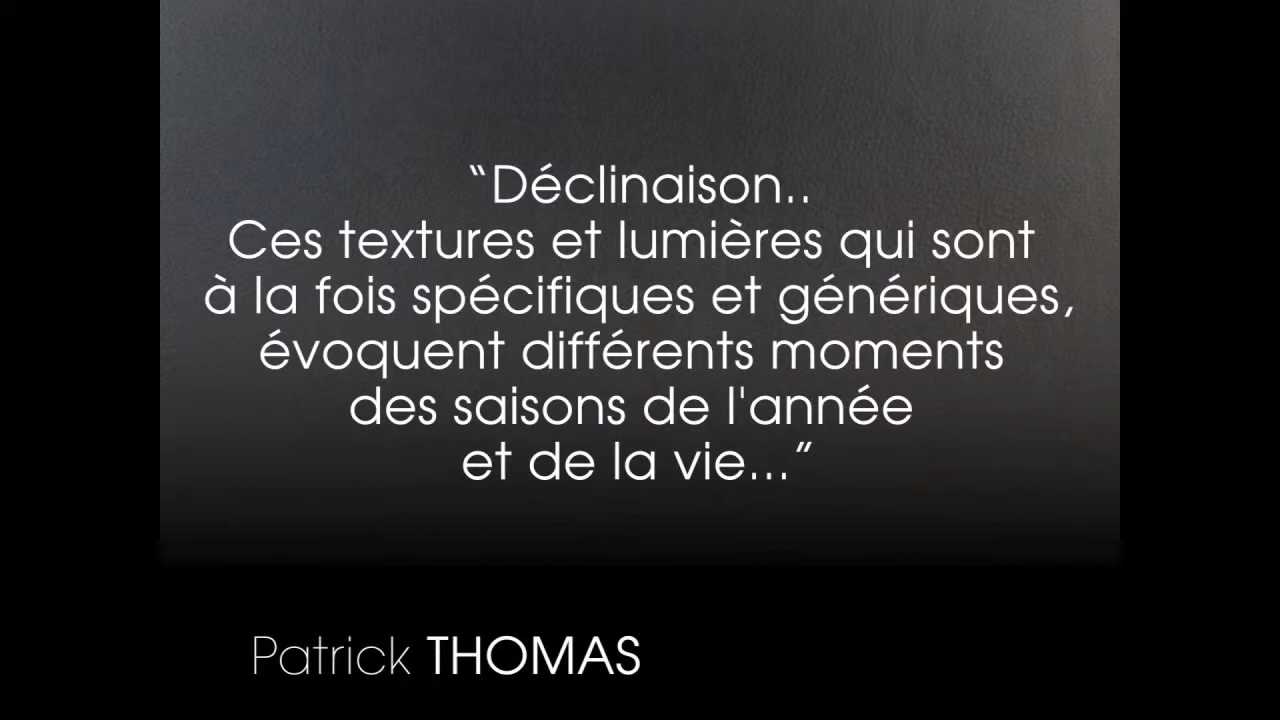 “Déclinaison..
Ces textures et lumières qui sont
à la fois spécifiques et génériques,
évoquent différents moments
des saisons de l'année
et de la vie...”
Patrick THOMAS